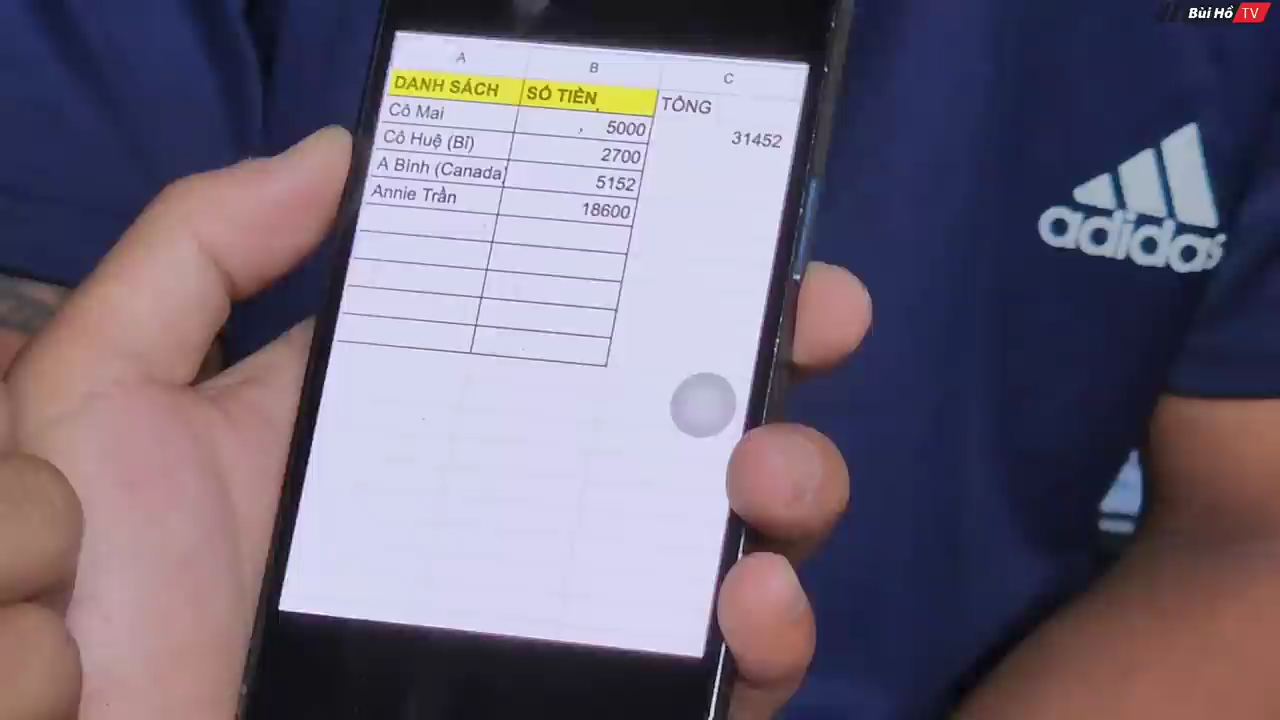 Bùi Hồ TV
A B C
DANH SÁCH SỐ TIỀN TỔNG
Cô Mai 5000 31452
Cô Huệ (Bỉ) 2700
A Bình (Canada) 5152
Annie Trần 18600
adidas